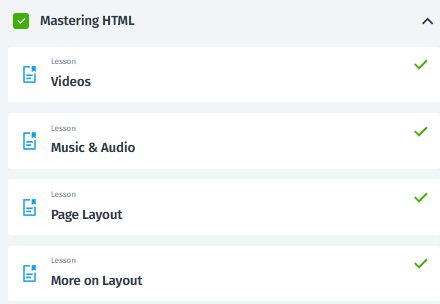 Mastering HTML
Lesson
Videos
Lesson
Music & Audio
Lesson
Page Layout
Lesson
More on Layout